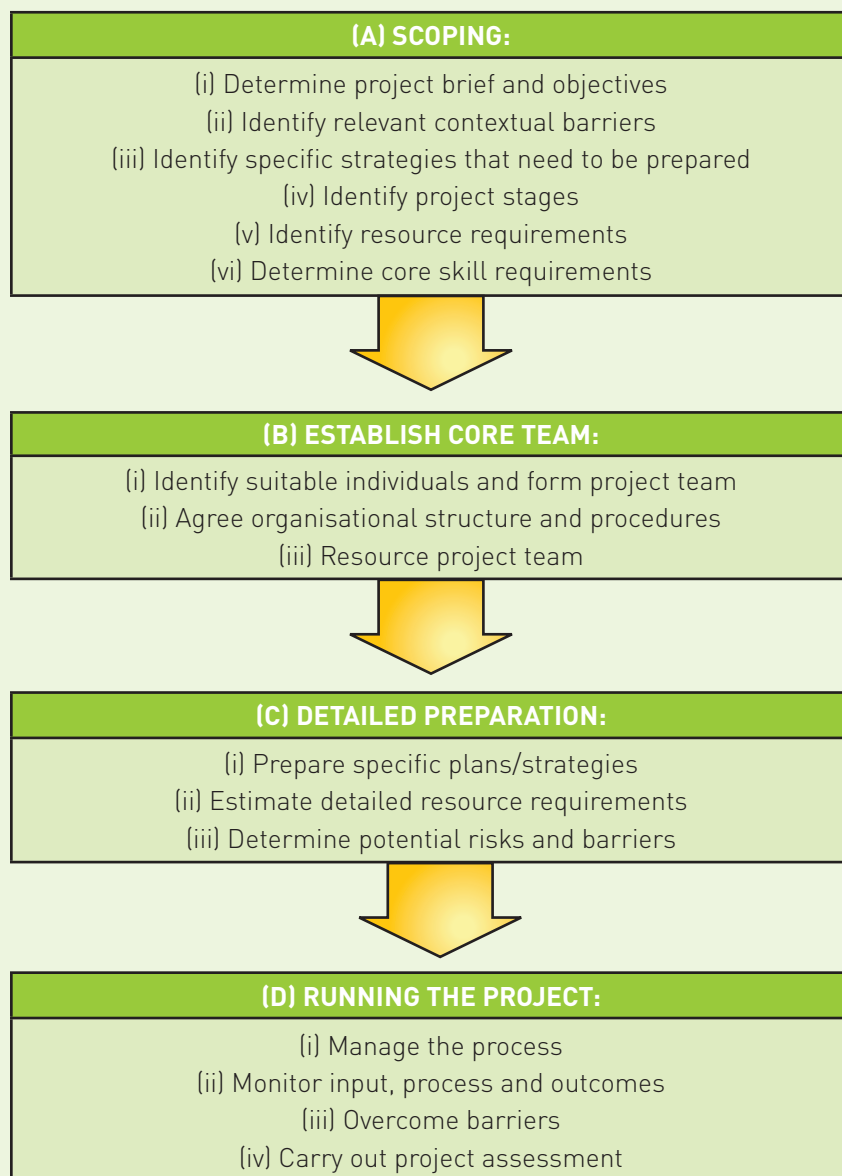 (A) SCOPING:
(i) Determine project brief and objectives
(ii) Identify relevant contextual barriers
(iii) Identify specific strategies that need to be prepared
(iv) Identify project stages
(v) Identify resource requirements
(vi) Determine core skill requirements
(B) ESTABLISH CORE TEAM:
(i) Identify suitable individuals and form project team
(ii) Agree organisational structure and procedures
(iii) Resource project team
(C) DETAILED PREPARATION:
(i) Prepare specific plans/strategies
(ii) Estimate detailed resource requirements
(iii) Determine potential risks and barriers
(D) RUNNING THE PROJECT:
(i) Manage the process
(ii) Monitor input, process and outcomes
(iii) Overcome barriers
(iv) Carry out project assessment